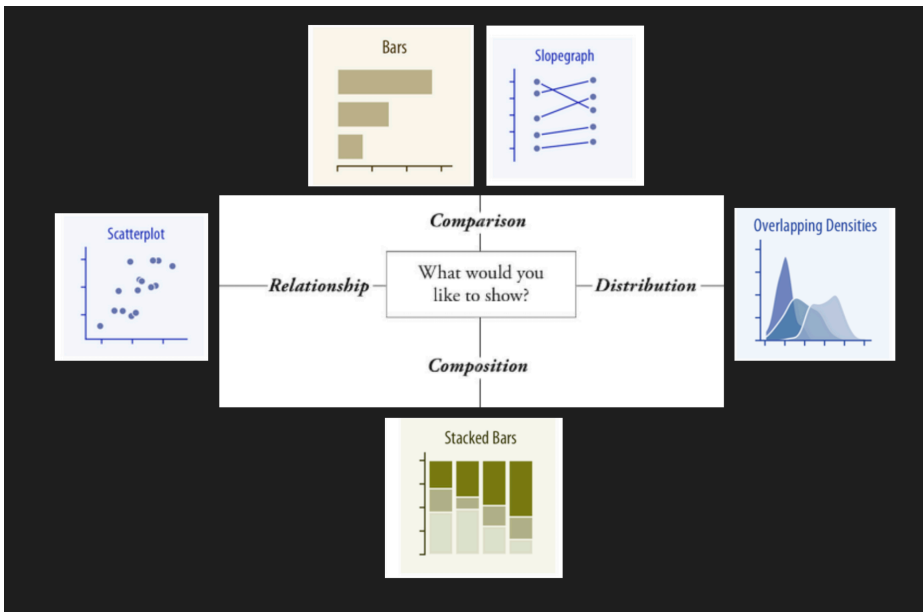 Bars
Slopegraph
Scatterplot
Comparison
Overlapping Densities
Relationship
What would you
like to show?
Distribution
Composition
Stacked Bars